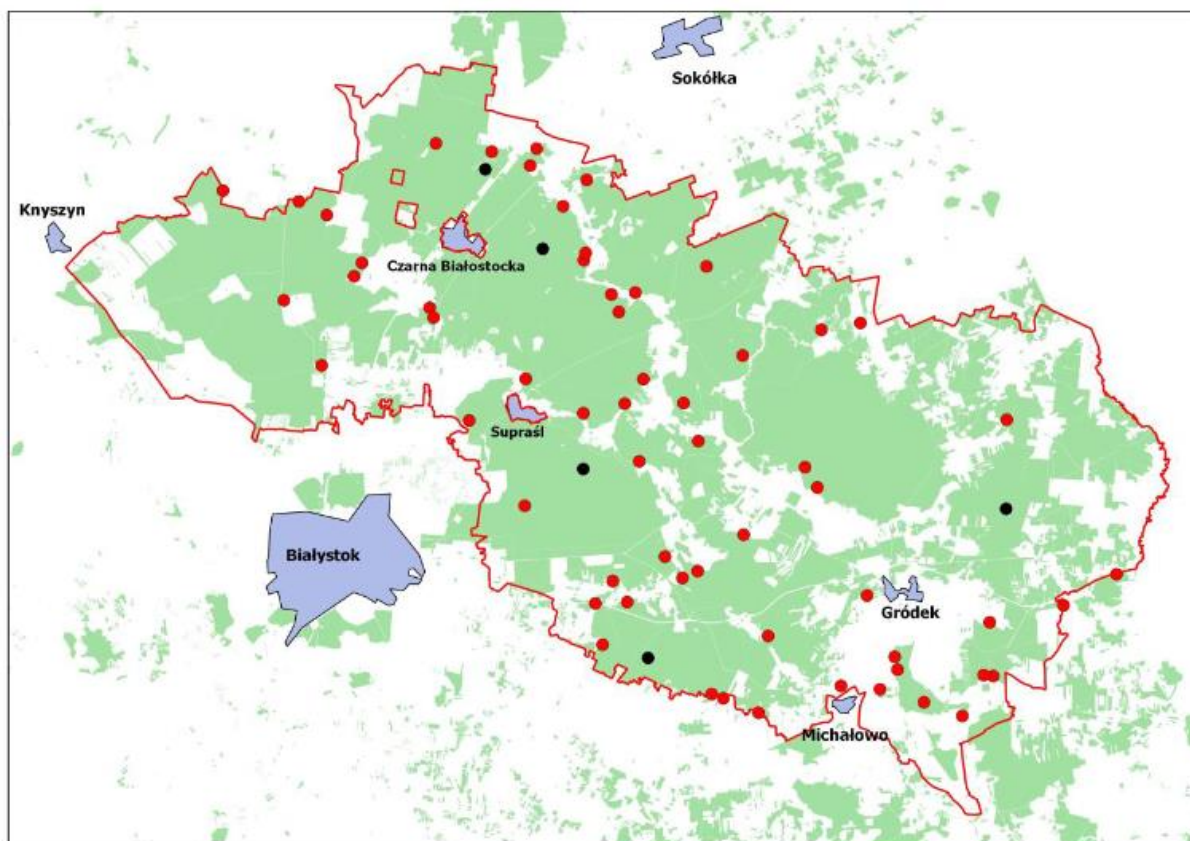 Sokółka
Knyszyn
Czarna Białostocka
Supraśl
Białystok
Gródek
Michałowo